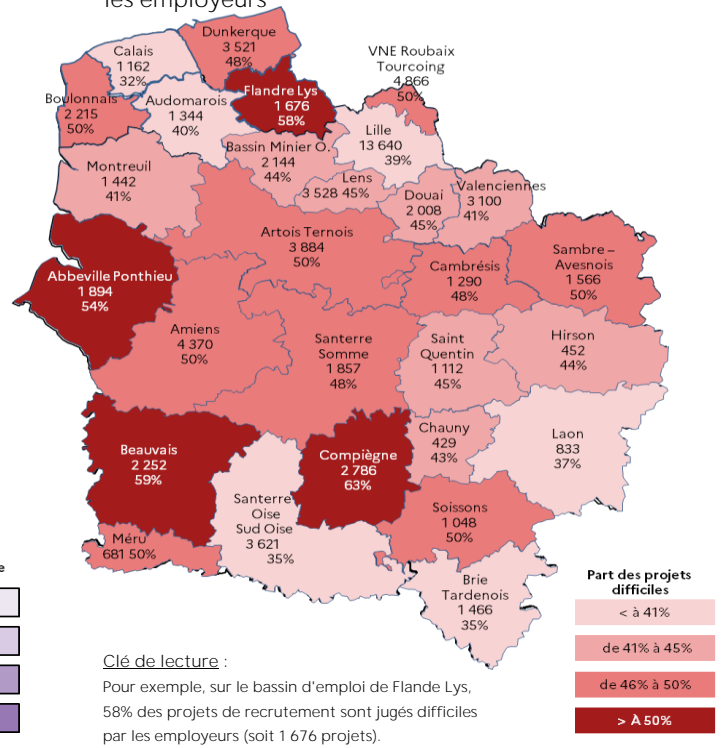 les employeurs
Dunkerque
3 521
48%
Calais
1 162
32%
VNE Roubaix
Tourcoing
4 866
50%
Flandre Lys
1 676
58%
Boulonnais
2 215
50%
Audomarois
1 344
40%
Lille
13 640
39%
Bassin Minier O.
2 144
44%
Montreuil
1 442
41%
Lens
3 528 45%
Douai
2 008
45%
Valenciennes
3 100
41%
Artois Ternois
3 884
50%
Sambre –
Avesnois
1 566
50%
Cambrésis
1 290
48%
Abbeville Ponthieu
1 894
54%
Amiens
4 370
50%
Santerre
Somme
1 857
48%
Saint
Quentin
1 112
45%
Hirson
452
44%
Chauny
429
43%
Laon
833
37%
Beauvais
2 252
59%
Compiègne
2 786
63%
Santerre
Oise
Sud Oise
3 621
35%
Soissons
1 048
50%
Méru
681 50%
Brie
Tardenois
1 466
35%
e
Part des projets
difficiles
< à 41%
de 41% à 45%
de 46% à 50%
> À 50%
Clé de lecture :
Pour exemple, sur le bassin d'emploi de Flande Lys,
58% des projets de recrutement sont jugés difficiles
par les employeurs (soit 1 676 projets).